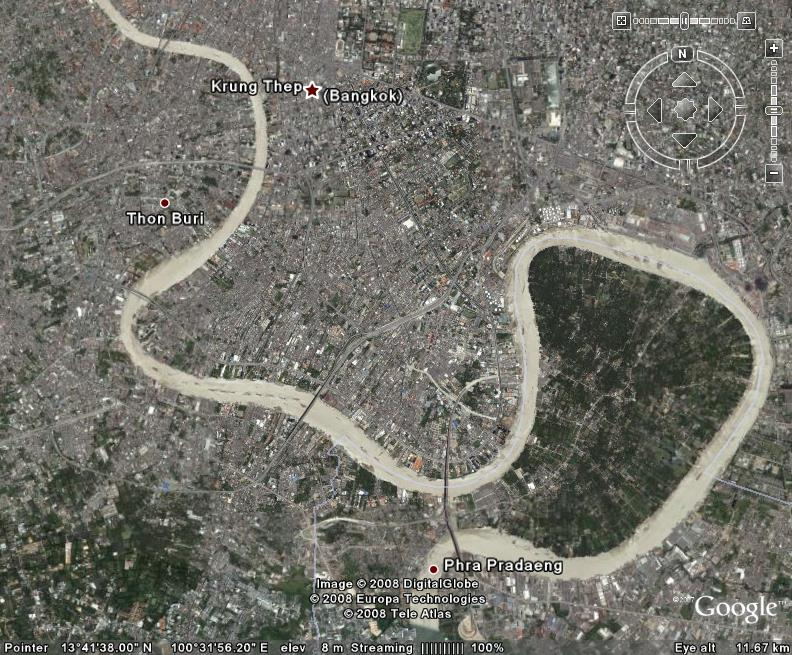 N
Krung Thep
(Bangkok)
Thon Buri
Phra Pradaeng
Image © 2008 DigitalGlobe
© 2008 Europa Technologies
© 2008 Tele Atlas
Google™
Pointer 13°41'38.00" N 100°31'56.20" E elev 8 m Streaming |||||||||| 100% Eye alt 11.67 km